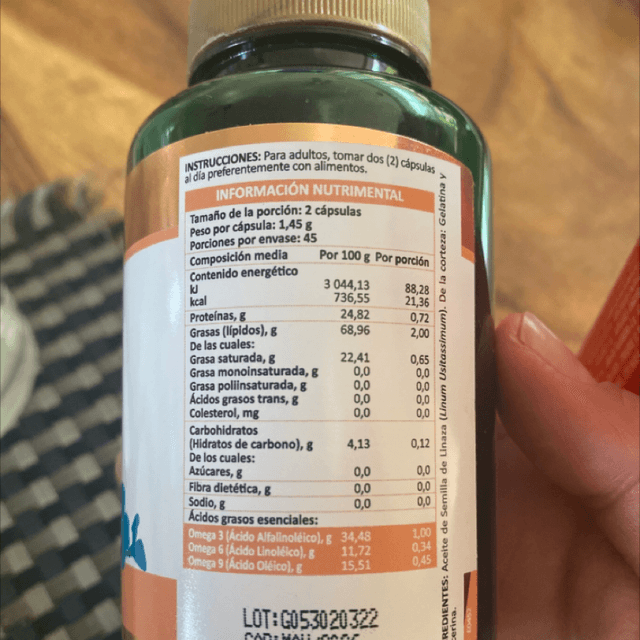 INSTRUCCIONES: Para adultos, tomar dos (2) cápsulas
al día preferentemente con alimentos.
INFORMACIÓN NUTRIMENTAL
Tamaño de la porción: 2 cápsulas
Peso por cápsula: 1,45 g
Porciones por envase: 45
Composición media Por 100 g Por porción
Contenido energético
kJ 3 044,13 88,28
kcal 736,55 21,36
Proteínas, g 24,82 0,72
Grasas (lípidos), g 68,96 2,00
De las cuales:
Grasa saturada, g 22,41 0,65
Grasa monoinsaturada, g 0,0 0,0
Grasa poliinsaturada, g 0,0 0,0
Ácidos grasos trans, g 0,0 0,0
Colesterol, mg 0,0 0,0
Carbohidratos
(Hidratos de carbono), g 4,13 0,12
De los cuales:
Azúcares, g 0,0 0,0
Fibra dietética, g 0,0 0,0
Sodio, g 0,0 0,0
Ácidos grasos esenciales:
Omega 3 (Ácido Alfalinoléico), g 34,48 1,00
Omega 6 (Ácido Linoléico), g 11,72 0,34
Omega 9 (Ácido Oléico), g 15,51 0,45
LOT:G053020322
REDIENTES: Aceite de Semilla de Linaza (Linum Usitassimum). De la corteza: Gelatina y
cerina.